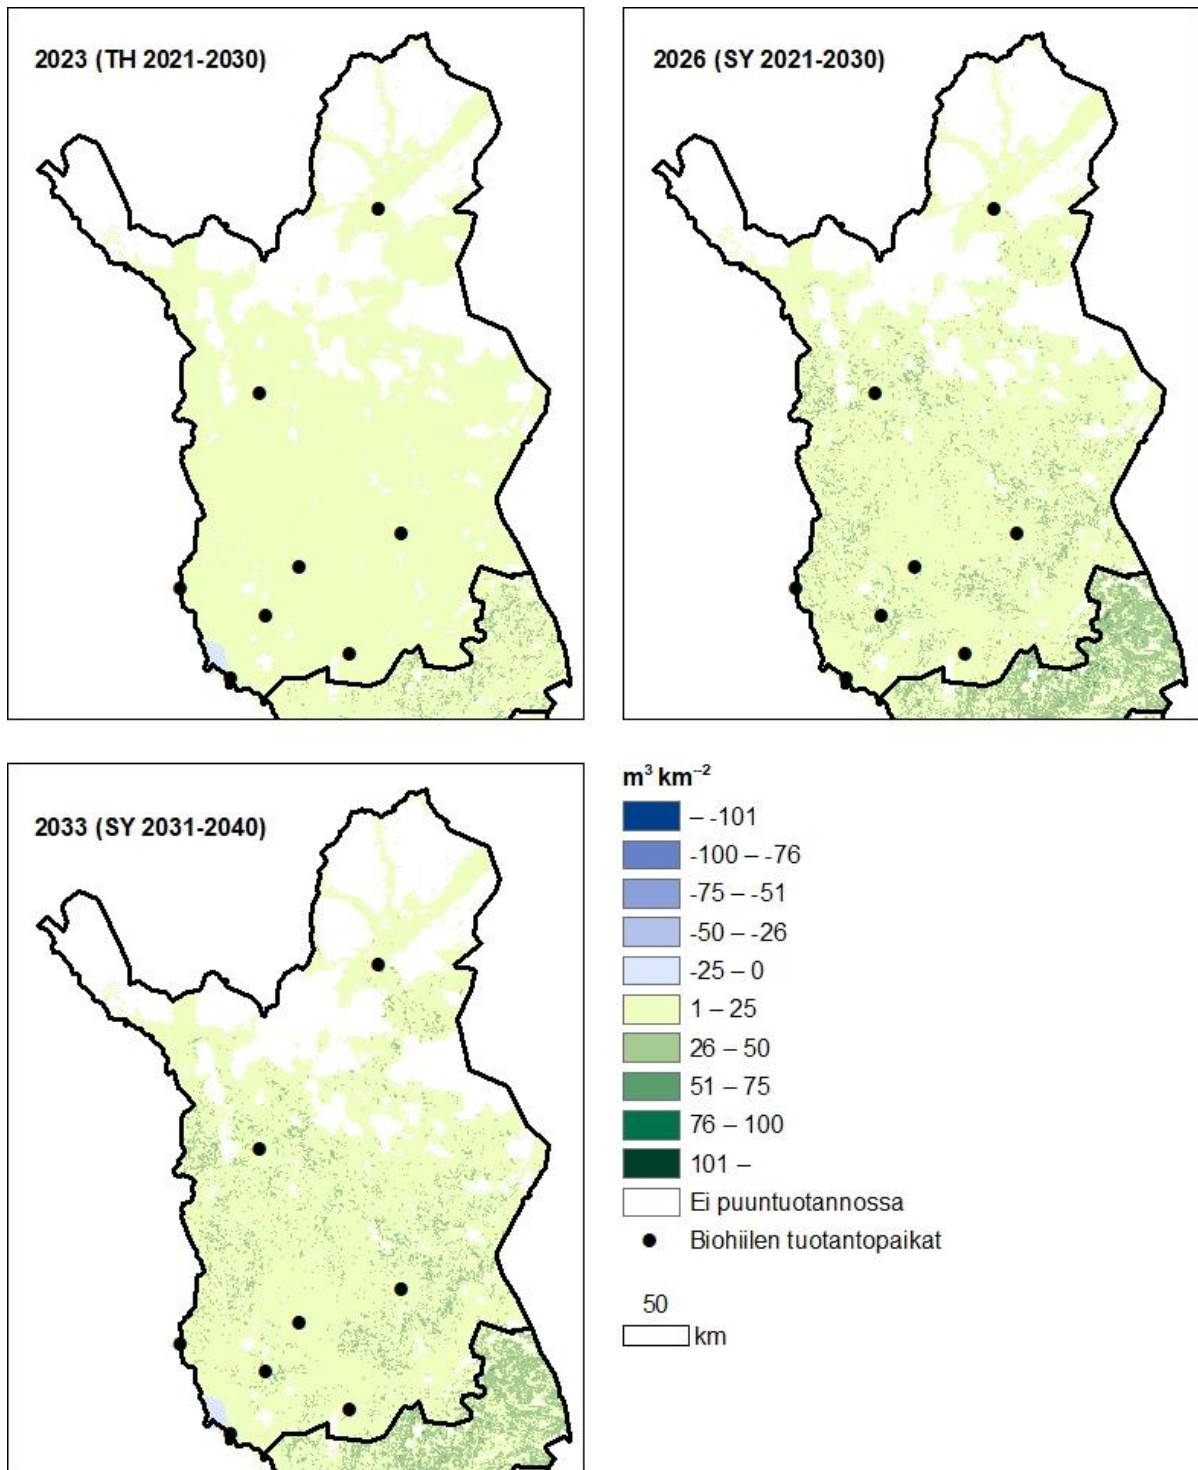 2023 (TH 2021-2030)
2026 (SY 2021-2030)
2033 (SY 2031-2040)
m³ km⁻²
– -101
-100 – -76
-75 – -51
-50 – -26
-25 – 0
1 – 25
26 – 50
51 – 75
76 – 100
101 –
Ei puuntuotannossa
Biohiilen tuotantopaikat
50
km